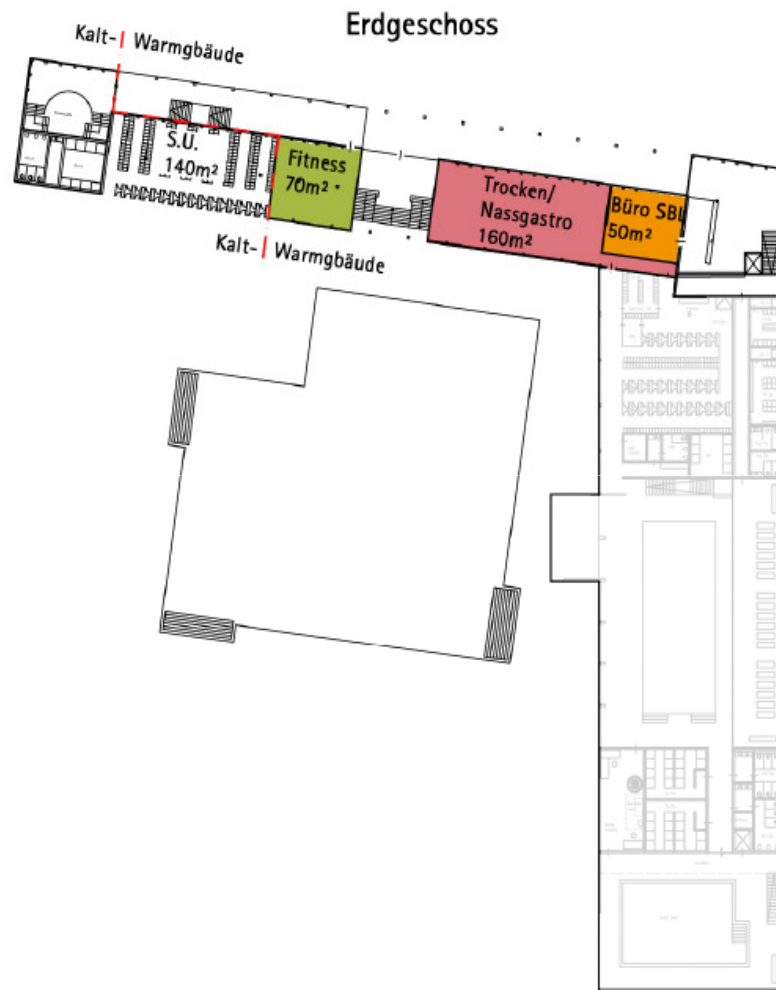 Erdgeschoss
Kalt- Warmgbäude
S.U.
140m²
Fitness
70m²
Trocken/
Nassgastro
160m²
Büro SBL
50m²
Kalt- Warmgbäude